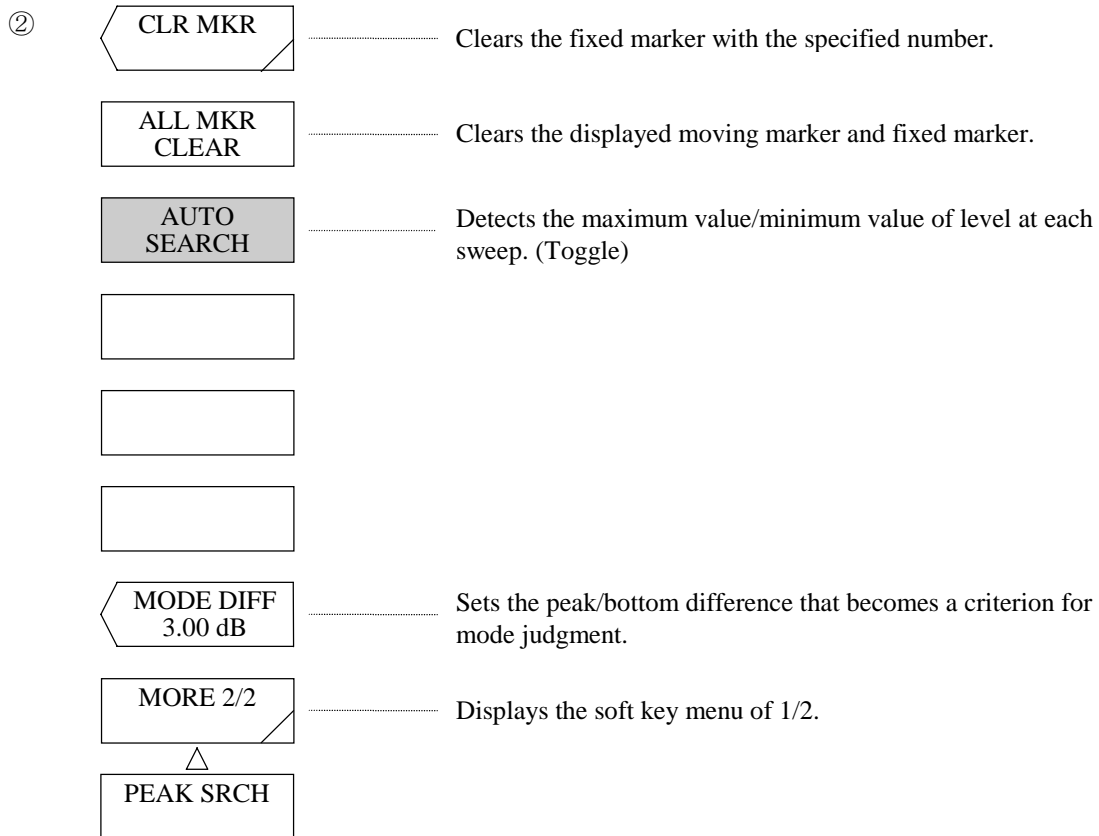 ②
CLR MKR
Clears the fixed marker with the specified number.
ALL MKR
CLEAR
Clears the displayed moving marker and fixed marker.
AUTO
SEARCH
Detects the maximum value/minimum value of level at each
sweep. (Toggle)
MODE DIFF
3.00 dB
Sets the peak/bottom difference that becomes a criterion for
mode judgment.
MORE 2/2
Displays the soft key menu of 1/2.
PEAK SRCH